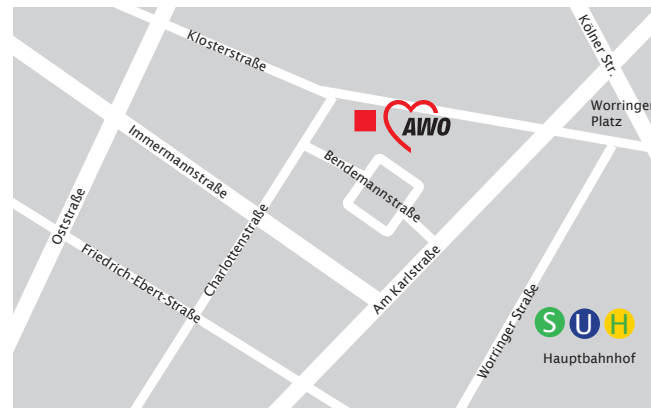 Klosterstraße
Kölner Str.
Worringer
Platz
AWO
Immermannstraße
Bendemannstraße
Oststraße
Charlottenstraße
Friedrich-Ebert-Straße
Am Karlstraße
Worringer Straße
S U H
Hauptbahnhof